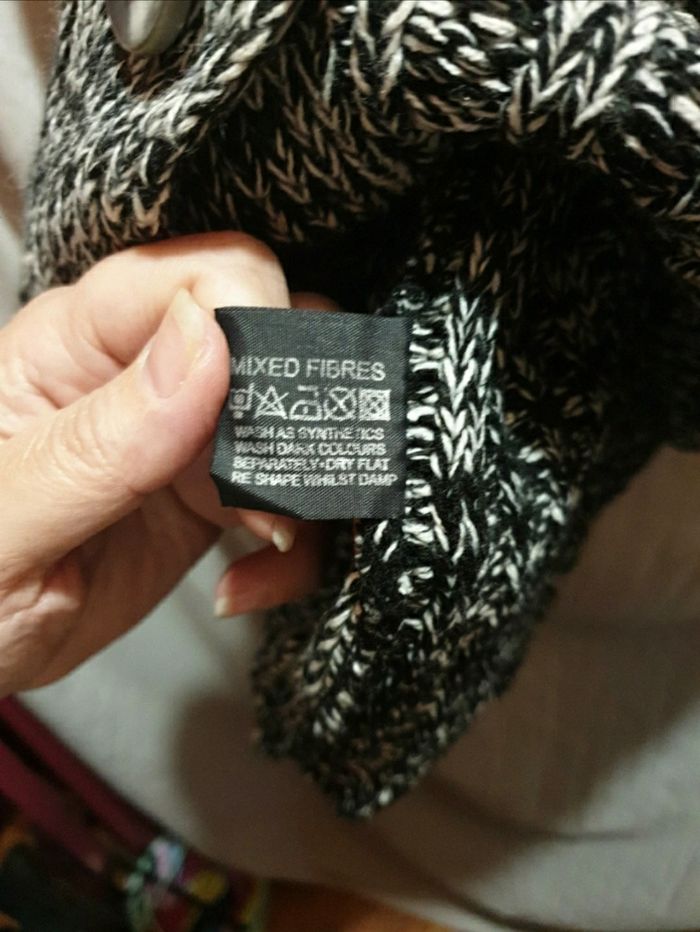 MIXED FIBRES
WASH AS SYNTHETICS
WASH DARK COLOURS
SEPARATELY•DRY FLAT
RE SHAPE WHILST DAMP